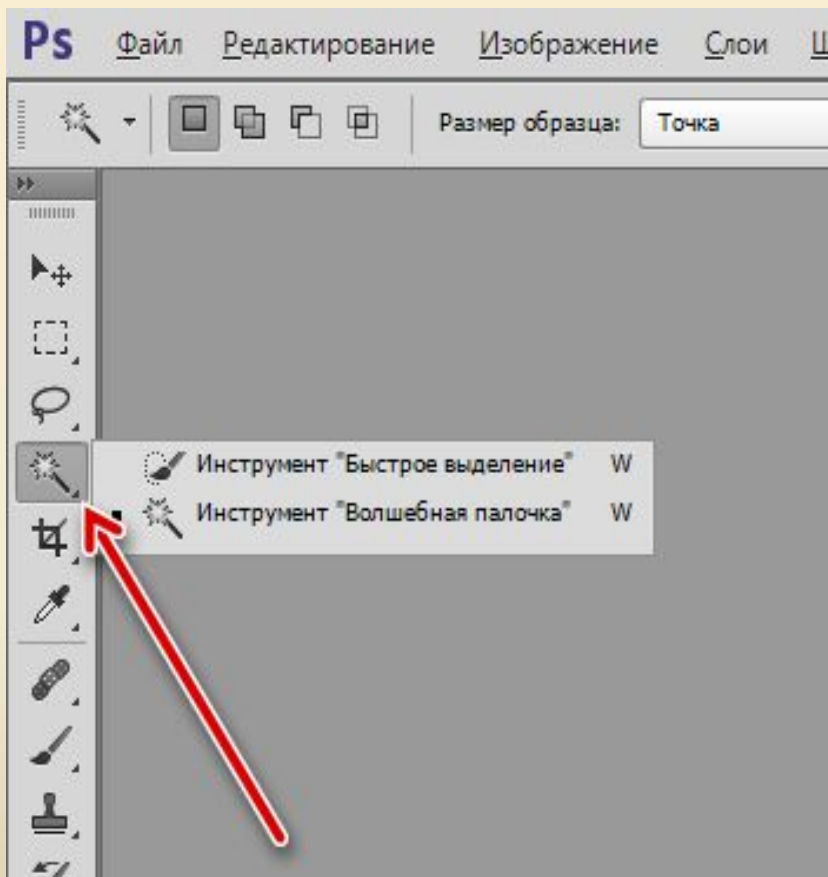 Ps Файл Редактирование Изображение Слои Ш
Размер образца: Точка
Инструмент "Быстрое выделение" W
Инструмент "Волшебная палочка" W